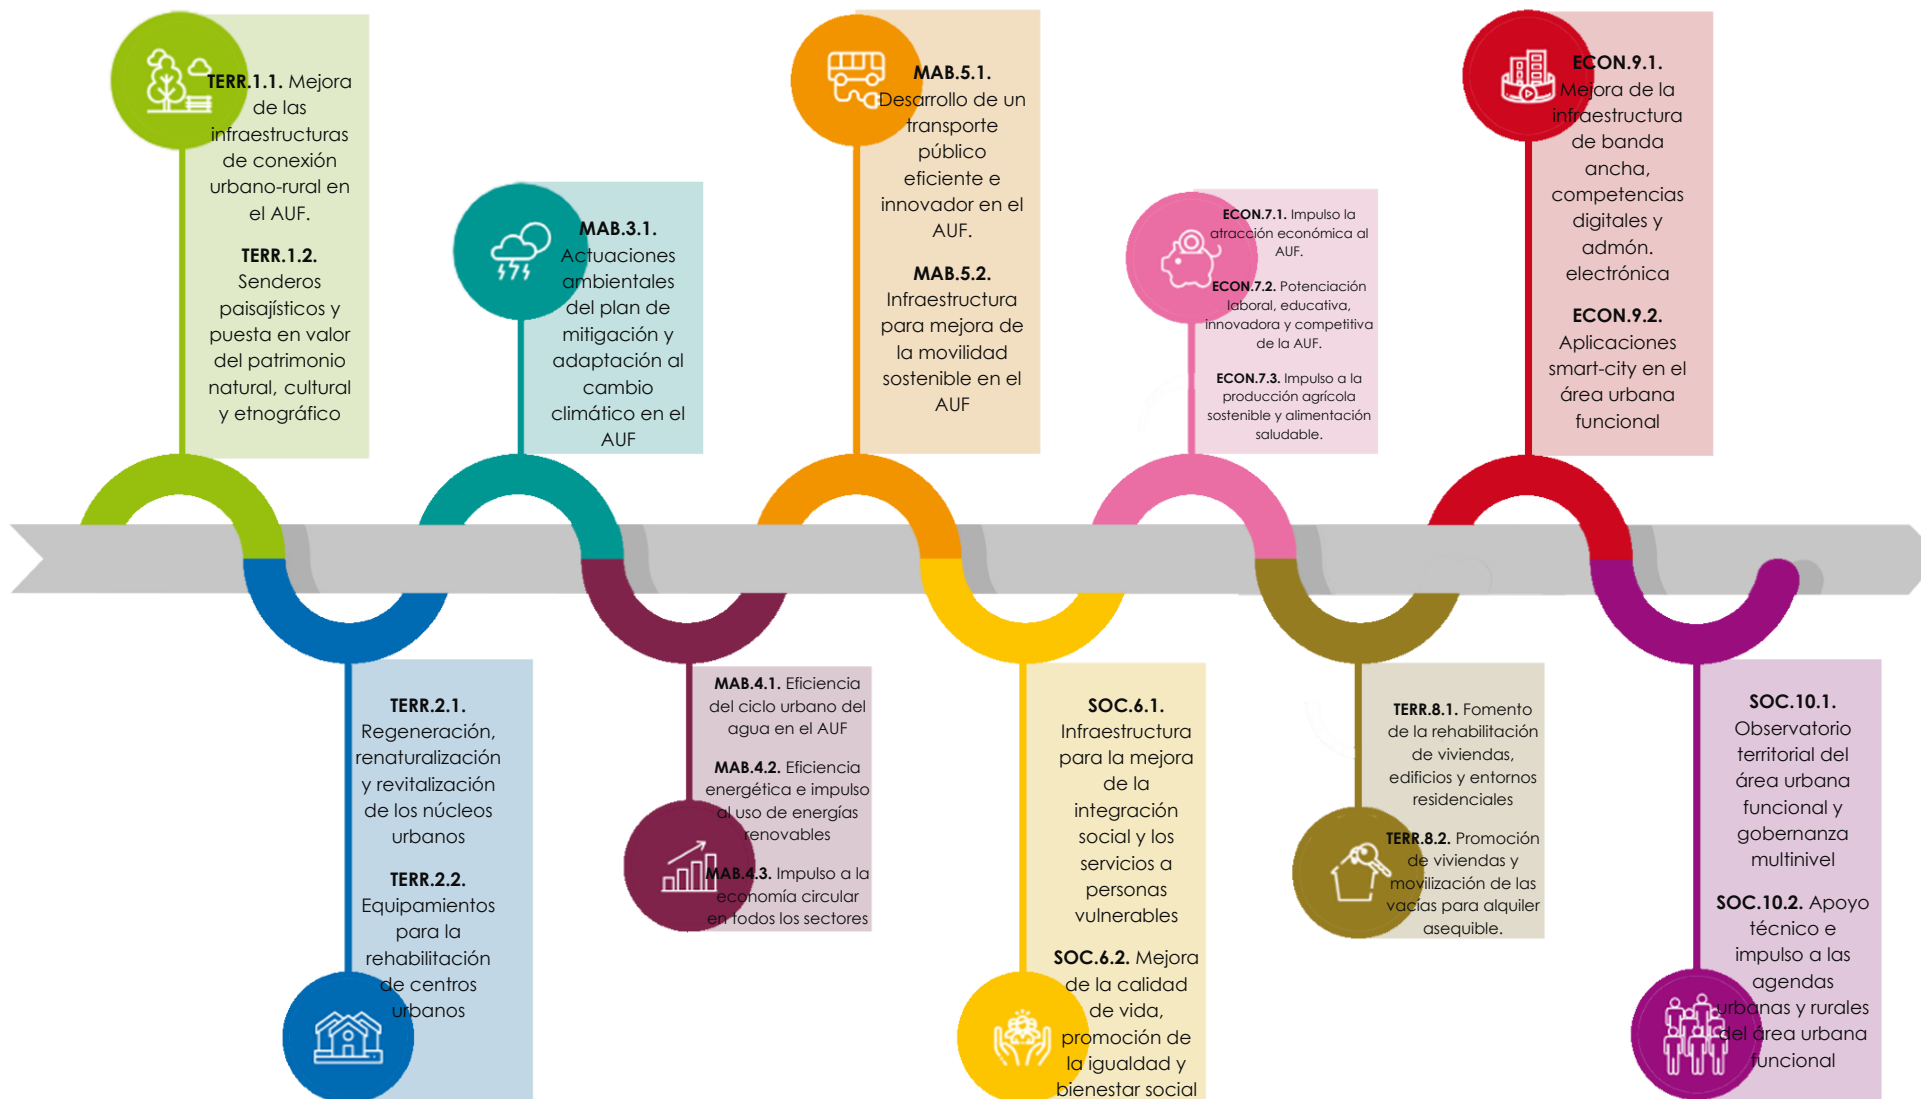 TERR.1.1. Mejora
de las
infraestructuras
de conexión
urbano-rural en
el AUF.
TERR.1.2.
Senderos
paisajísticos y
puesta en valor
del patrimonio
natural, cultural
y etnográfico
TERR.2.1.
Regeneración,
renaturalización
y revitalización
de los núcleos
urbanos
TERR.2.2.
Equipamientos
para la
rehabilitación
de centros
urbanos
MAB.3.1.
Actuaciones
ambientales
del plan de
mitigación y
adaptación al
cambio
climático en el
AUF
MAB.4.1. Eficiencia
del ciclo urbano del
agua en el AUF
MAB.4.2. Eficiencia
energética e impulso
al uso de energías
renovables
MAB.4.3. Impulso a la
economía circular
en todos los sectores
MAB.5.1.
Desarrollo de un
transporte
público
eficiente e
innovador en el
AUF.
MAB.5.2.
Infraestructura
para mejora de
la movilidad
sostenible en el
AUF
SOC.6.1.
Infraestructura
para la mejora
de la
integración
social y los
servicios a
personas
vulnerables
SOC.6.2. Mejora
de la calidad
de vida,
promoción de
la igualdad y
bienestar social
ECON.7.1. Impulso la
atracción económica al
AUF.
ECON.7.2. Potenciación
laboral, educativa,
innovadora y competitiva
de la AUF.
ECON.7.3. Impulso a la
producción agrícola
sostenible y alimentación
saludable.
TERR.8.1. Fomento
de la rehabilitación
de viviendas,
edificios y entornos
residenciales
TERR.8.2. Promoción
de viviendas y
movilización de las
vacías para alquiler
asequible.
ECON.9.1.
Mejora de la
infraestructura
de banda
ancha,
competencias
digitales y
admón.
electrónica
ECON.9.2.
Aplicaciones
smart-city en el
área urbana
funcional
SOC.10.1.
Observatorio
territorial del
área urbana
funcional y
gobernanza
multinivel
SOC.10.2. Apoyo
técnico e
impulso a las
agendas
urbanas y rurales
del área urbana
funcional